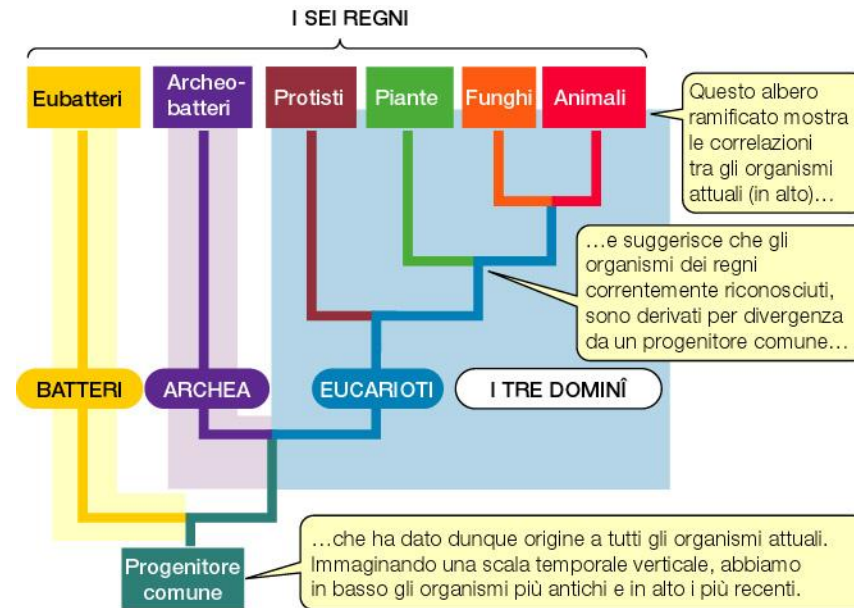 I SEI REGNI
Eubatteri
Archeo-
batteri
Protisti
Piante
Funghi
Animali
Questo albero
ramificato mostra
le correlazioni
tra gli organismi
attuali (in alto)…
…e suggerisce che gli
organismi dei regni
correntemente riconosciuti,
sono derivati per divergenza
da un progenitore comune…
BATTERI
ARCHEA
EUCARIOTI
I TRE DOMINÎ
…che ha dato dunque origine a tutti gli organismi attuali.
Immaginando una scala temporale verticale, abbiamo
in basso gli organismi più antichi e in alto i più recenti.
Progenitore
comune